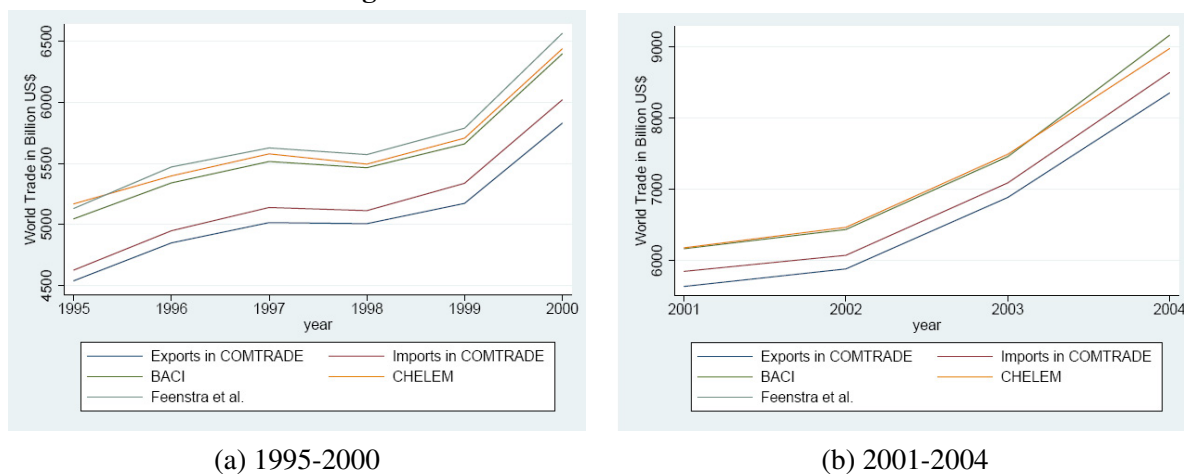 World Trade in Billion US$
6500
6000
5500
5000
4500
1995 1996 1997 1998 1999 2000
year
Exports in COMTRADE Imports in COMTRADE
BACI CHELEM
Feenstra et al.
(a) 1995-2000
World Trade in Billion US$
9000
8000
7000
6000
2001 2002 2003 2004
year
Exports in COMTRADE Imports in COMTRADE
BACI CHELEM
Feenstra et al.
(b) 2001-2004